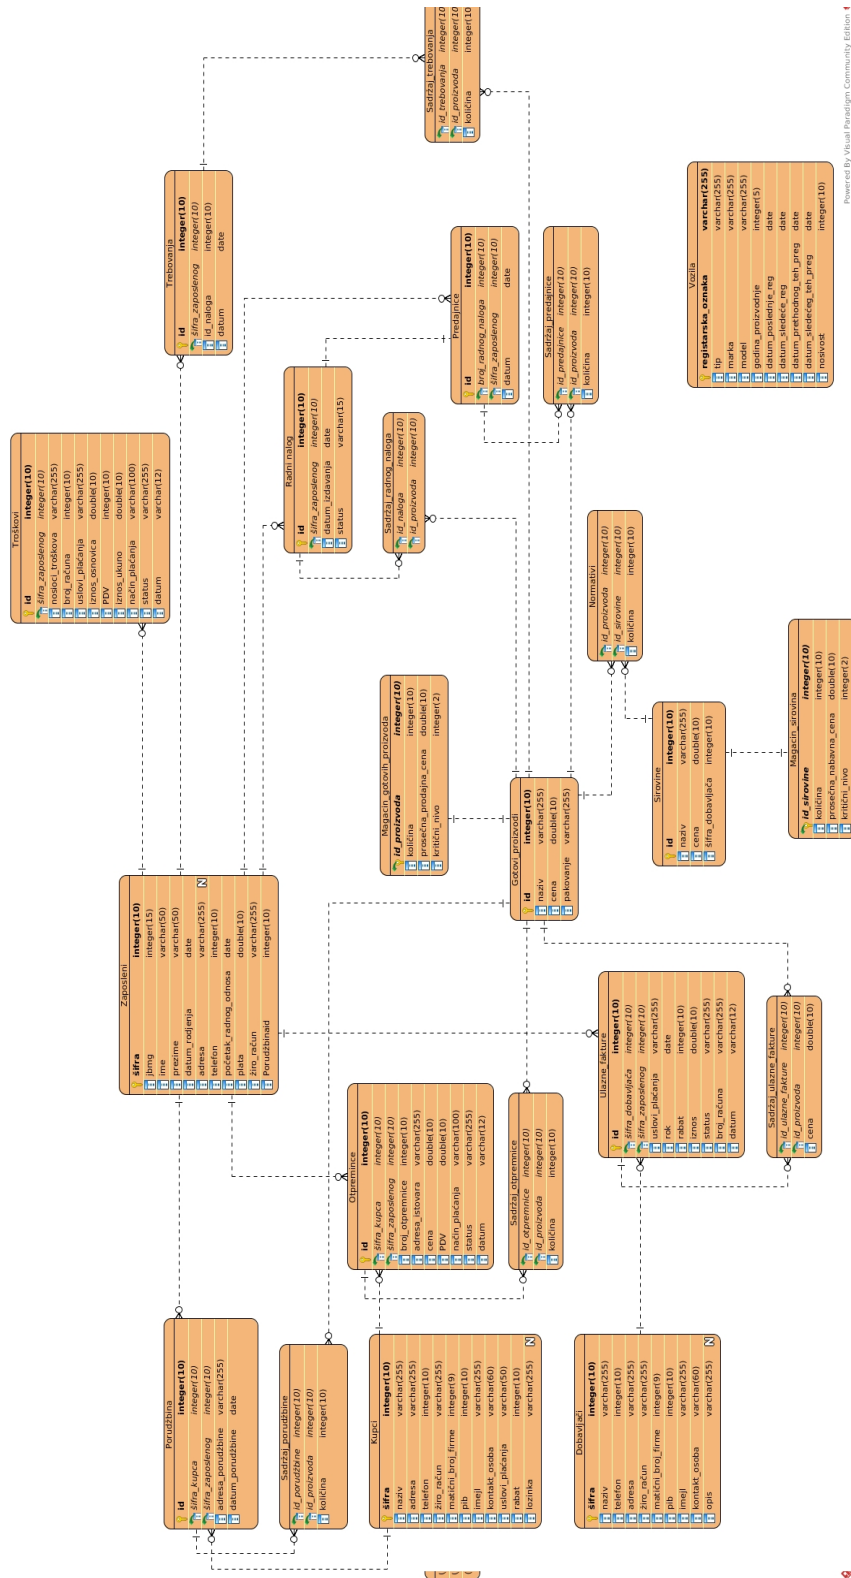 Porudžbina
id integer(10)
šifra_kupca integer(10)
šifra_zaposlenog integer(10)
adresa_porudžbine varchar(255)
datum_porudžbine date
Sadržaj_porudžbine
id_porudžbine integer(10)
id_proizvoda integer(10)
količina integer(10)
Kupci
šifra integer(10)
naziv varchar(255)
adresa varchar(255)
telefon integer(10)
žiro_račun varchar(255)
matični_broj_firme integer(9)
pib integer(10)
imejl varchar(255)
kontakt_osoba varchar(60)
uslovi_plaćanja varchar(50)
rabat integer(10)
lozinka varchar(255)
Dobavljači
šifra integer(10)
naziv varchar(255)
telefon integer(10)
adresa varchar(255)
žiro_račun varchar(255)
matični_broj_firme integer(9)
pib integer(10)
imejl varchar(255)
kontakt_osoba varchar(60)
opis varchar(255)
Zaposleni
šifra integer(10)
jbmg integer(15)
ime varchar(50)
prezime varchar(50)
datum_rodjenja date
adresa varchar(255)
telefon integer(10)
početak_radnog_odnosa date
plata double(10)
žiro_račun varchar(255)
Porudžbinaid integer(10)
Otpremince
id integer(10)
šifra_kupca integer(10)
šifra_zaposlenog integer(10)
broj_otpremnice integer(10)
adresa_istovara varchar(255)
cena double(10)
PDV double(10)
način_plaćanja varchar(100)
status varchar(255)
datum varchar(12)
Sadržaj_otpremnice
id_otpremnice integer(10)
id_proizvoda integer(10)
količina integer(10)
Ulazne_fakture
id integer(10)
šifra_dobavljača integer(10)
šifra_zaposlenog integer(10)
uslovi_plaćanja varchar(255)
rok date
rabat integer(10)
iznos double(10)
status varchar(255)
broj_računa varchar(255)
datum varchar(12)
Sadržaj_ulazne_fakture
id_ulazne_fakture integer(10)
id_proizvoda integer(10)
cena double(10)
Magacin_gotovih_proizvoda
id_proizvoda integer(10)
količina integer(10)
prosečna_prodajna_cena double(10)
kritični_nivo integer(2)
Gotovi_proizvodi
id integer(10)
naziv varchar(255)
cena double(10)
pakovanje varchar(255)
Sirovine
id integer(10)
naziv varchar(255)
cena double(10)
šifra_dobavljača integer(10)
Magacin_sirovina
id_sirovine integer(10)
količina integer(10)
prosečna_nabavna_cena double(10)
kritični_nivo integer(2)
Troškovi
id integer(10)
šifra_zaposlenog integer(10)
nosioci_troškova varchar(255)
broj_računa integer(10)
uslovi_plaćanja varchar(255)
iznos_osnovica double(10)
PDV integer(10)
iznos_ukuno double(10)
način_plaćanja varchar(100)
status varchar(255)
datum varchar(12)
Radni nalog
id integer(10)
šifra_zaposlenog integer(10)
datum_izdavanja date
status varchar(15)
Sadržaj_radnog_naloga
id_naloga integer(10)
id_proizvoda integer(10)
Normativi
id_proizvoda integer(10)
id_sirovine integer(10)
količina integer(10)
Trebovanja
id integer(10)
šifra_zaposlenog integer(10)
id_naloga integer(10)
datum date
Predajnice
id integer(10)
broj_radnog_naloga integer(10)
šifra_zaposlenog integer(10)
datum date
Sadržaj_predajnice
id_predajnice integer(10)
id_proizvoda integer(10)
količina integer(10)
Sadržaj_trebovanja
id_trebovanja integer(10)
id_proizvoda integer(10)
količina integer(10)
Vozila
registarska_oznaka varchar(255)
tip varchar(255)
marka varchar(255)
model varchar(255)
godina_proizvodnje integer(5)
datum_poslednje_reg date
datum_sledeće_reg date
datum_prethodnog_teh_preg date
datum_sledećeg_teh_preg date
nosivost integer(10)
Powered By Visual Paradigm Community Edition